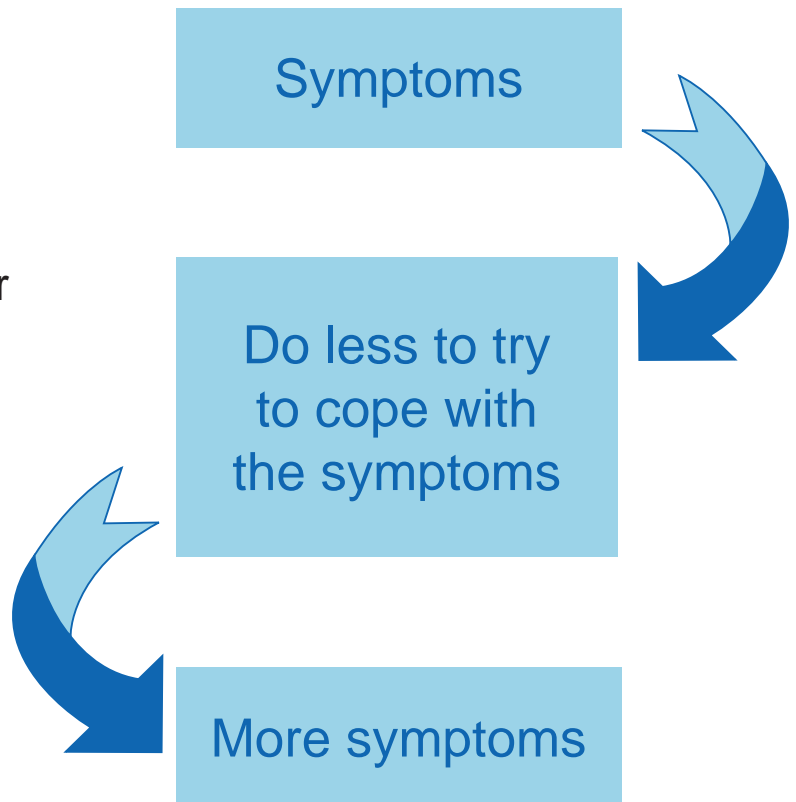 Symptoms
r
Do less to try
to cope with
the symptoms
More symptoms